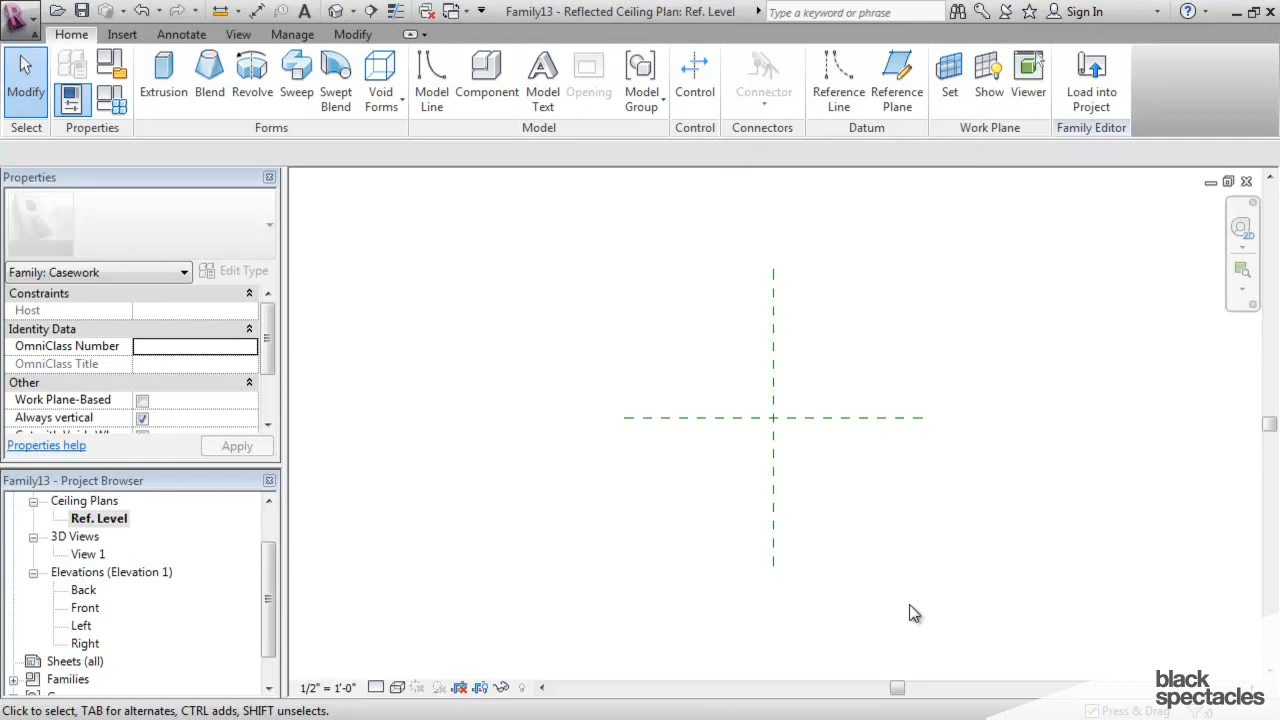 Family13 - Reflected Ceiling Plan: Ref. Level
Type a keyword or phrase
Sign In
Home Insert Annotate View Manage Modify
Modify
Extrusion Blend Revolve Sweep Swept Blend Void Forms
Model Line Component Model Text Opening Model Group
Control Connector Reference Line Reference Plane
Set Show Viewer Load into Project
Select Properties Forms Model Control Connectors Datum Work Plane Family Editor
Properties
Family: Casework Edit Type
Constraints
Host
Identity Data
OmniClass Number
OmniClass Title
Other
Work Plane-Based
Always vertical
Properties help Apply
Family13 - Project Browser
Ceiling Plans
Ref. Level
3D Views
View 1
Elevations (Elevation 1)
Back
Front
Left
Right
Sheets (all)
Families
2D
1/2" = 1'-0"
Click to select, TAB for alternates, CTRL adds, SHIFT unselects.
Press & Drag
:0
black
spectacles